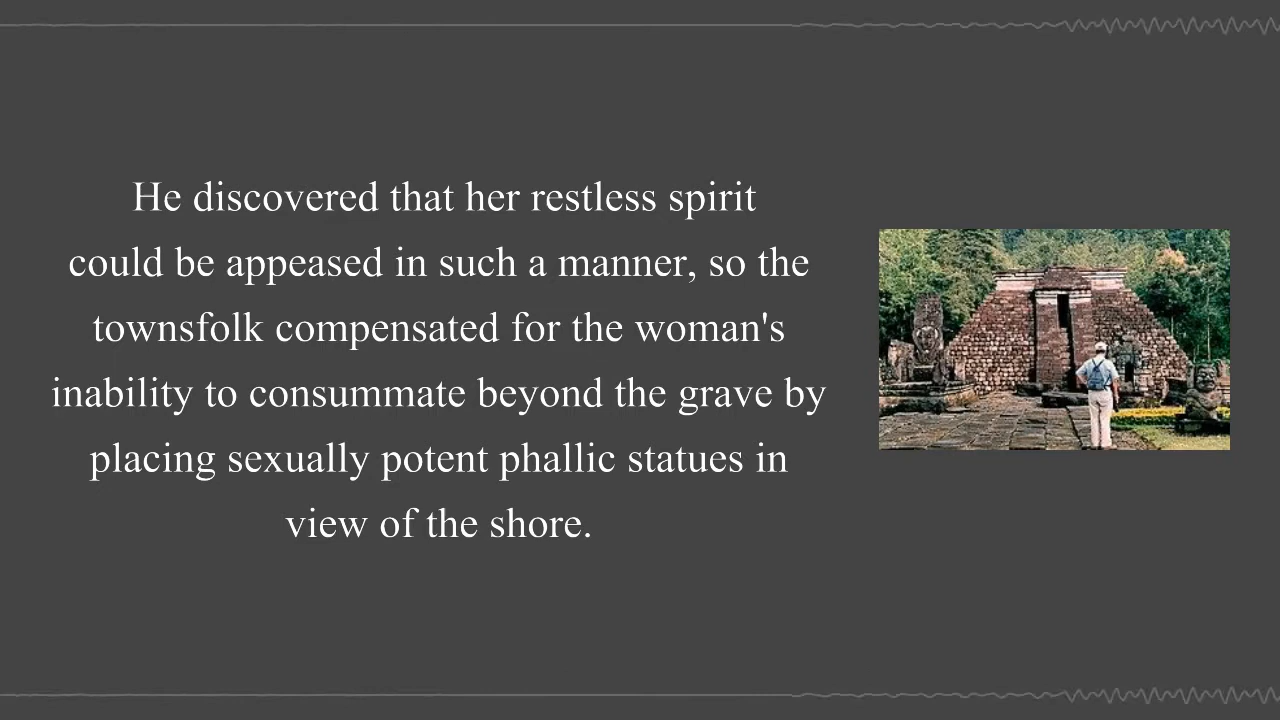 He discovered that her restless spirit
could be appeased in such a manner, so the
townsfolk compensated for the woman's
inability to consummate beyond the grave by
placing sexually potent phallic statues in
view of the shore.